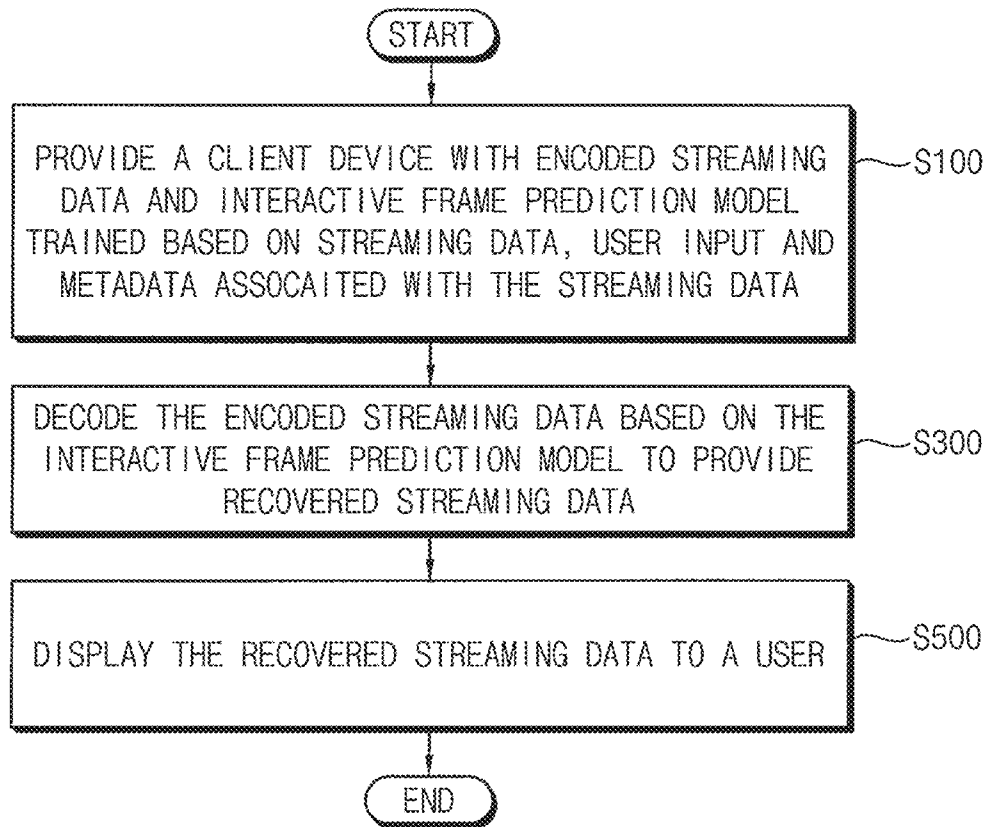 START
PROVIDE A CLIENT DEVICE WITH ENCODED STREAMING
DATA AND INTERACTIVE FRAME PREDICTION MODEL
TRAINED BASED ON STREAMING DATA, USER INPUT AND
METADATA ASSOCAITED WITH THE STREAMING DATA
S100
DECODE THE ENCODED STREAMING DATA BASED ON THE
INTERACTIVE FRAME PREDICTION MODEL TO PROVIDE
RECOVERED STREAMING DATA
S300
DISPLAY THE RECOVERED STREAMING DATA TO A USER
S500
END